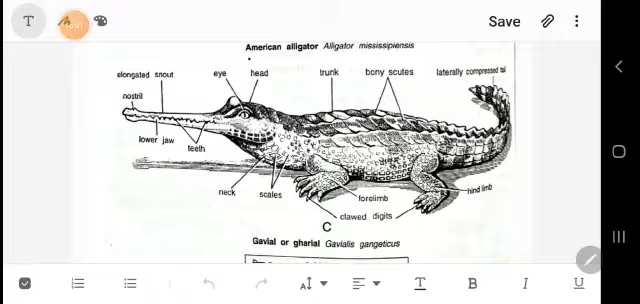 T
Save
American alligator Alligator mississipiensis
elongated snout eye head trunk bony scutes laterally compressed tail
nostril
lower jaw
teeth
neck scales forelimb hind limb
clawed digits
C
Gavial or gharial Gavialis gangeticus
A T B I U